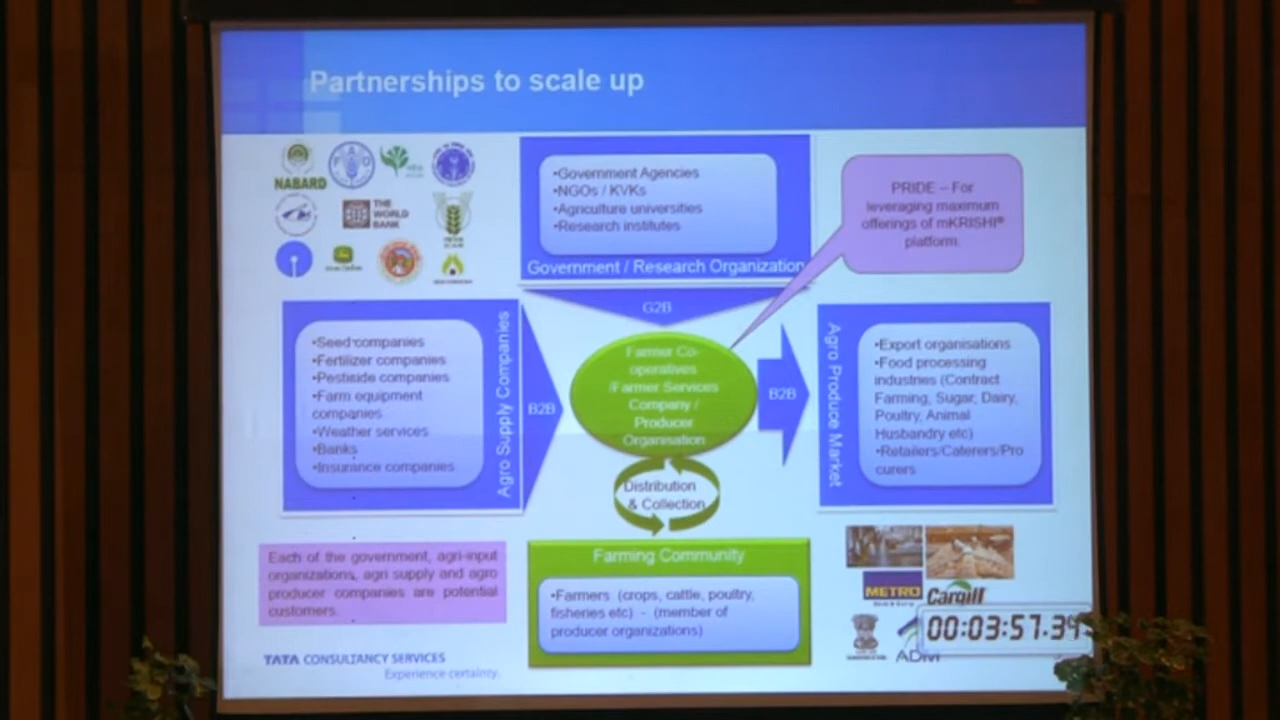 Partnerships to scale up
NABARD
FAO
THE
WORLD
BANK
•Government Agencies
•NGOs / KVKs
•Agriculture universities
•Research institutes
Government / Research Organization
PRIDE – For
leveraging maximum
offerings of mKRISHI®
platform.
G2B
•Seed companies
•Fertilizer companies
•Pesticide companies
•Farm equipment
companies
•Weather services
•Banks
•Insurance companies
Agro Supply Companies
B2B
Farmer Co-
operatives
/Farmer Services
Company /
Producer
Organisation
B2B
Agro Produce Market
•Export organisations
•Food processing
industries (Contract
Farming, Sugar, Dairy,
Poultry, Animal
Husbandry etc)
•Retailers/Caterers/Pro
curers
Distribution
& Collection
Farming Community
•Farmers (crops, cattle, poultry,
fisheries etc) - (member of
producer organizations)
Each of the government, agri-input
organizations, agri supply and agro
producer companies are potential
customers.
TATA CONSULTANCY SERVICES
Experience certainty.
METRO
Cargill
ADM
00:03:57.39